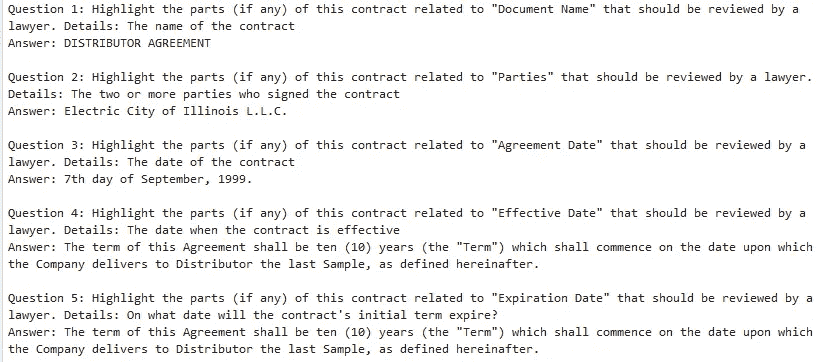 Question 1: Highlight the parts (if any) of this contract related to "Document Name" that should be reviewed by a
lawyer. Details: The name of the contract
Answer: DISTRIBUTOR AGREEMENT
Question 2: Highlight the parts (if any) of this contract related to "Parties" that should be reviewed by a lawyer.
Details: The two or more parties who signed the contract
Answer: Electric City of Illinois L.L.C.
Question 3: Highlight the parts (if any) of this contract related to "Agreement Date" that should be reviewed by a
lawyer. Details: The date of the contract
Answer: 7th day of September, 1999.
Question 4: Highlight the parts (if any) of this contract related to "Effective Date" that should be reviewed by a
lawyer. Details: The date when the contract is effective
Answer: The term of this Agreement shall be ten (10) years (the "Term") which shall commence on the date upon which
the Company delivers to Distributor the last Sample, as defined hereinafter.
Question 5: Highlight the parts (if any) of this contract related to "Expiration Date" that should be reviewed by a
lawyer. Details: On what date will the contract's initial term expire?
Answer: The term of this Agreement shall be ten (10) years (the "Term") which shall commence on the date upon which
the Company delivers to Distributor the last Sample, as defined hereinafter.